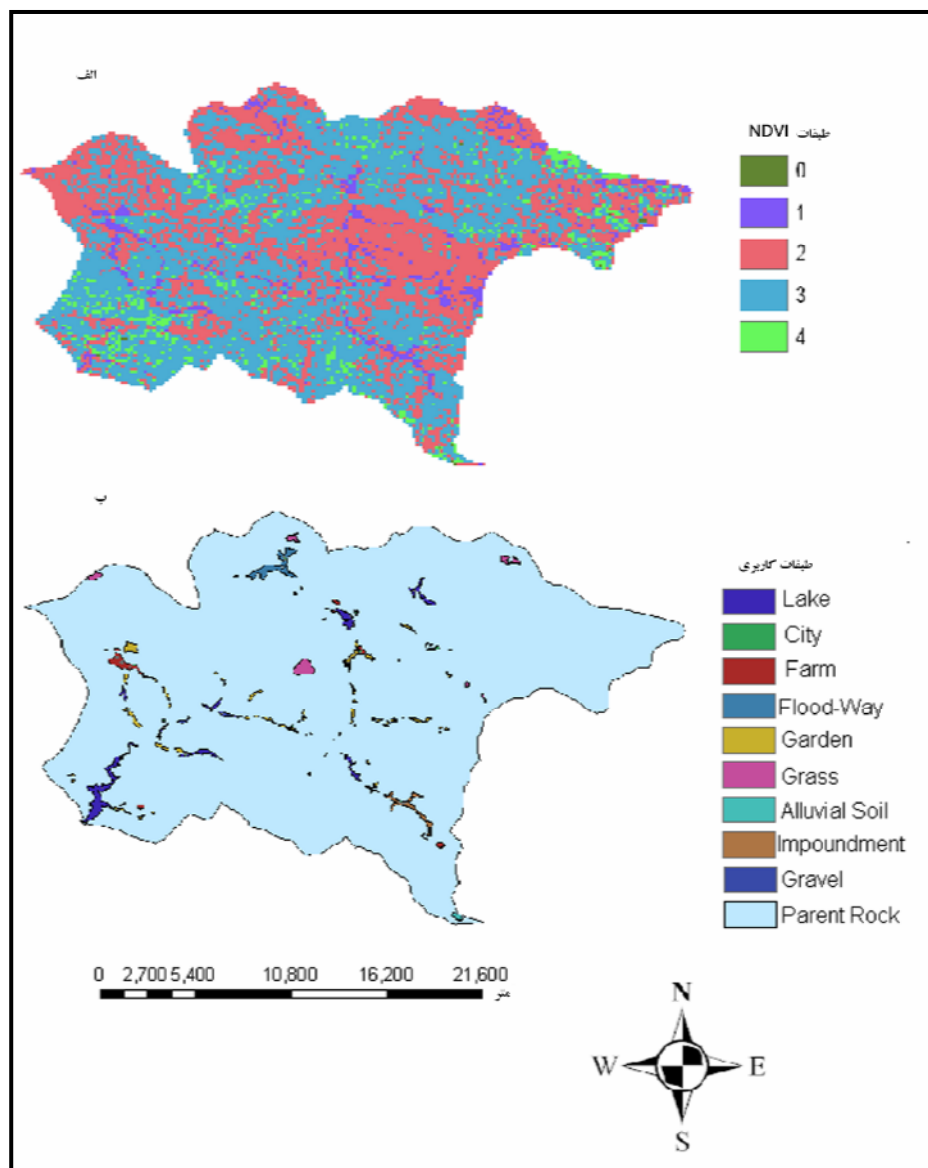 الف
طبقات NDVI
0
1
2
3
4
ب
طبقات کاربری
Lake
City
Farm
Flood-Way
Garden
Grass
Alluvial Soil
Impoundment
Gravel
Parent Rock
0 2,700 5,400 10,800 16,200 21,600
متر
N
W E
S